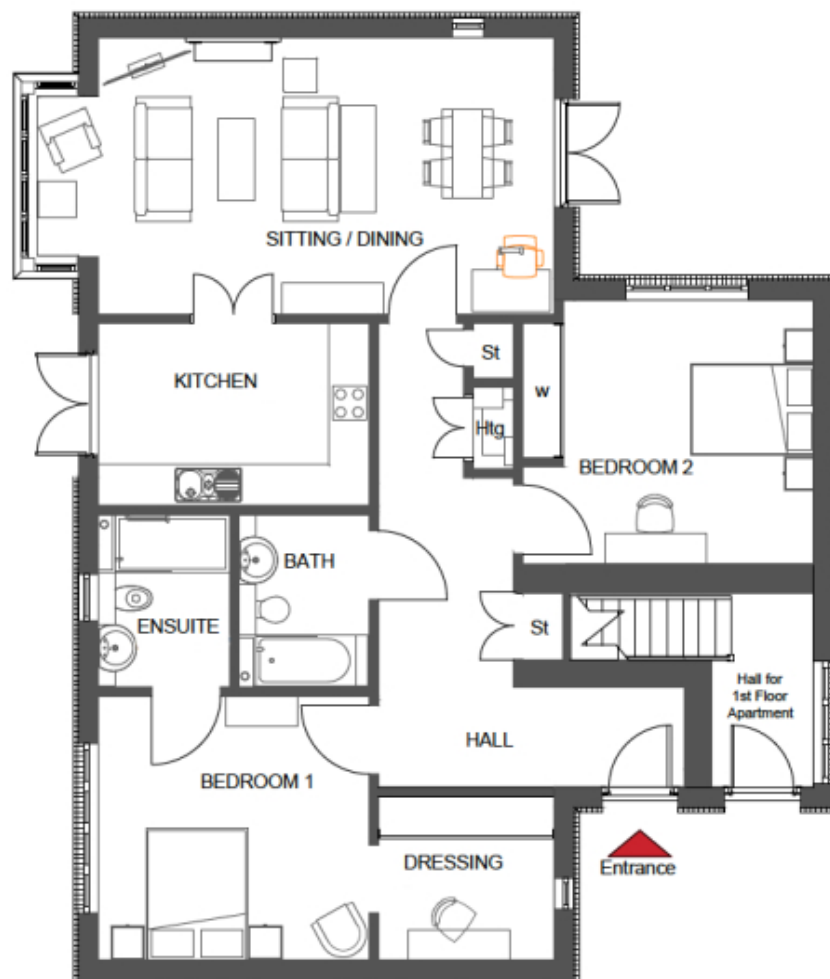 SITTING / DINING
KITCHEN
St
Htg
w
BEDROOM 2
BATH
ENSUITE
St
Hall for
1st Floor
Apartment
HALL
BEDROOM 1
DRESSING
Entrance